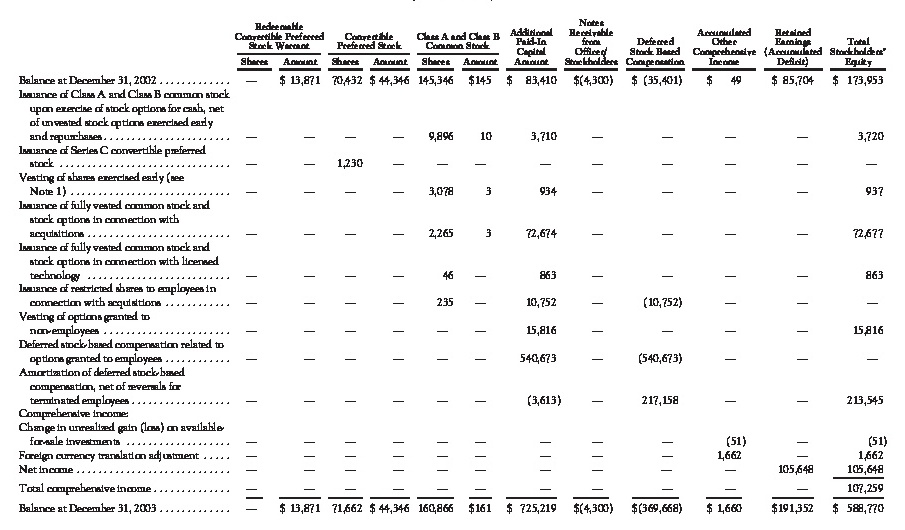 Redeemable
Convertible Preferred
Stock Warrant
Shares Amount
Convertible
Preferred Stock
Shares Amount
Class A and Class B
Common Stock
Shares Amount
Additional
Paid-In
Capital
Amount
Notes
Receivable
from
Officer/
Stockholders
Deferred
Stock Based
Compensation
Accumulated
Other
Comprehensive
Income
Retained
Earnings
(Accumulated
Deficit)
Total
Stockholders'
Equity
Balance at December 31, 2002 . . . . . . . . . . . . . — $ 13,871 70,432 $ 44,346 145,346 $145 $ 83,410 $(4,300) $ (35,401) $ 49 $ 85,704 $ 173,953
Issuance of Class A and Class B common stock
upon exercise of stock options for cash, net
of unvested stock options exercised early
and repurchases . . . . . . . . . . . . . . . . . . . . . — — — — 9,896 10 3,710 — — — — 3,720
Issuance of Series C convertible preferred
stock . . . . . . . . . . . . . . . . . . . . . . . . . . . . — — 1,230 — — — — — — — — —
Vesting of shares exercised early (see
Note 1) . . . . . . . . . . . . . . . . . . . . . . . . . . — — — — 3,078 3 934 — — — — 937
Issuance of fully vested common stock and
stock options in connection with
acquisitions . . . . . . . . . . . . . . . . . . . . . . . . — — — — 2,265 3 72,674 — — — — 72,677
Issuance of fully vested common stock and
stock options in connection with licensed
technology . . . . . . . . . . . . . . . . . . . . . . . . — — — — 46 — 863 — — — — 863
Issuance of restricted shares to employees in
connection with acquisitions . . . . . . . . . . . . — — — — 235 — 10,752 — (10,752) — — —
Vesting of options granted to
non-employees . . . . . . . . . . . . . . . . . . . . . — — — — — — 15,816 — — — — 15,816
Deferred stock-based compensation related to
options granted to employees . . . . . . . . . . . — — — — — — 540,673 — (540,673) — — —
Amortization of deferred stock-based
compensation, net of reversals for
terminated employees . . . . . . . . . . . . . . . . . — — — — — — (3,613) — 217,158 — — 213,545
Comprehensive income:
Change in unrealized gain (loss) on available-
for-sale investments . . . . . . . . . . . . . . . . . . — — — — — — — — — (51) — (51)
Foreign currency translation adjustment . . . . . — — — — — — — — — 1,662 — 1,662
Net income . . . . . . . . . . . . . . . . . . . . . . . . . . — — — — — — — — — — 105,648 105,648
Total comprehensive income . . . . . . . . . . . . . — — — — — — — — — — — 107,259
Balance at December 31, 2003 . . . . . . . . . . . . . — $ 13,871 71,662 $ 44,346 160,866 $161 $ 725,219 $(4,300) $(369,668) $ 1,660 $191,352 $ 588,770